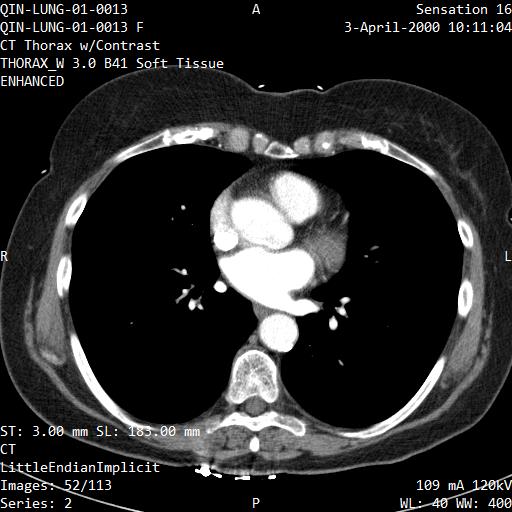 QIN-LUNG-01-0013
A
Sensation 16
QIN-LUNG-01-0013 F
3-April-2000 10:11:04
CT Thorax w/Contrast
THORAX_W 3.0 B41 Soft Tissue
ENHANCED
R
L
ST: 3.00 mm SL: 183.00 mm
CT
LittleEndianImplicit
Images: 52/113
109 mA 120kV
Series: 2
P
WL: 40 WW: 400